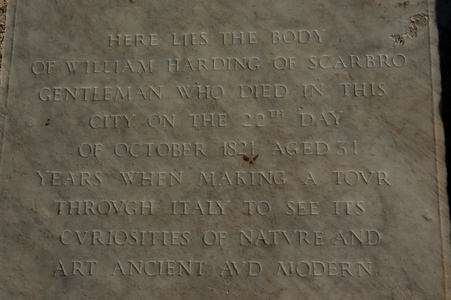 HERE LIES THE BODY
OF WILLIAM HARDING OF SCARBRO
GENTLEMAN WHO DIED IN THIS
CITY ON THE 22TH DAY
OF OCTOBER 1821 AGED 31
YEARS WHEN MAKING A TOVR
THROVGH ITALY TO SEE ITS
CVRIOSITIES OF NATVRE AND
ART ANCIENT AVD MODERN